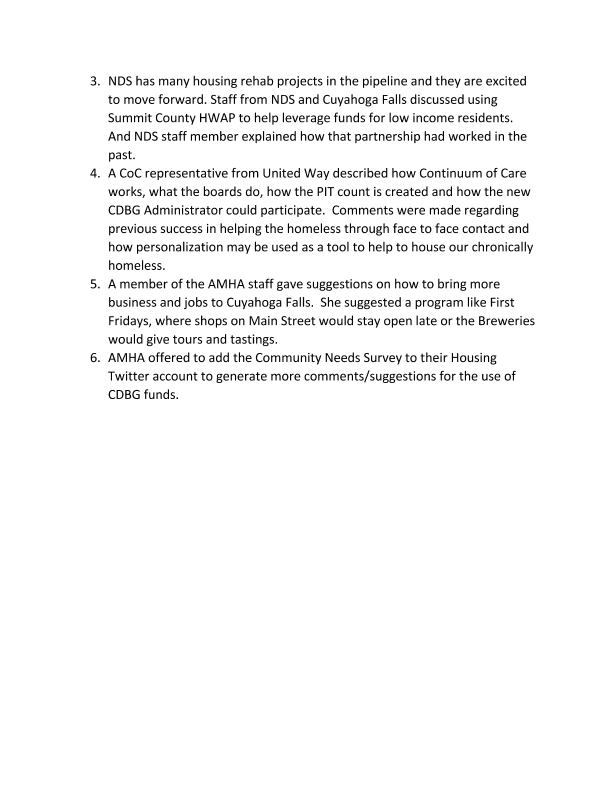 3. NDS has many housing rehab projects in the pipeline and they are excited
to move forward. Staff from NDS and Cuyahoga Falls discussed using
Summit County HWAP to help leverage funds for low income residents.
And NDS staff member explained how that partnership had worked in the
past.
4. A CoC representative from United Way described how Continuum of Care
works, what the boards do, how the PIT count is created and how the new
CDBG Administrator could participate.  Comments were made regarding
previous success in helping the homeless through face to face contact and
how personalization may be used as a tool to help to house our chronically
homeless.
5. A member of the AMHA staff gave suggestions on how to bring more
business and jobs to Cuyahoga Falls.  She suggested a program like First
Fridays, where shops on Main Street would stay open late or the Breweries
would give tours and tastings.
6. AMHA offered to add the Community Needs Survey to their Housing
Twitter account to generate more comments/suggestions for the use of
CDBG funds.